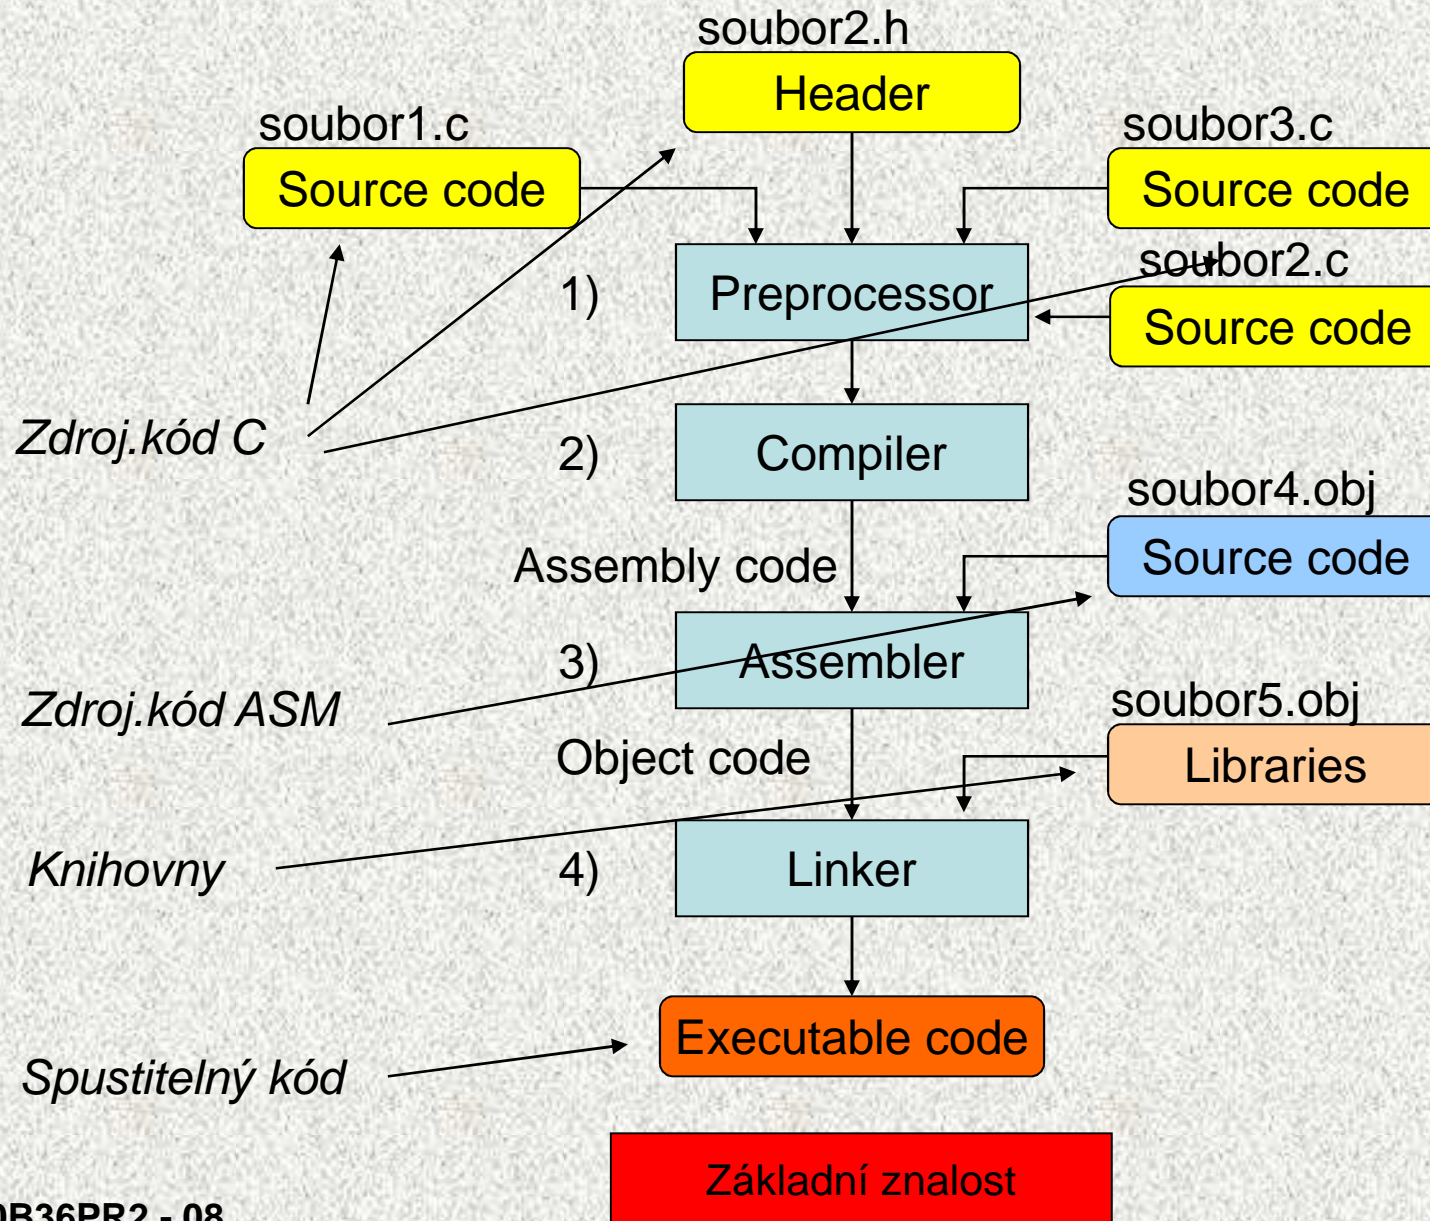 soubor2.h
Header
soubor1.c
Source code
soubor3.c
Source code
soubor2.c
Source code
1)
Preprocessor
Zdroj.kód C
2)
Compiler
soubor4.obj
Source code
Assembly code
3)
Assembler
Zdroj.kód ASM
soubor5.obj
Libraries
Object code
Knihovny
4)
Linker
Executable code
Spustitelný kód
Základní znalost
0B36PR2 - 08